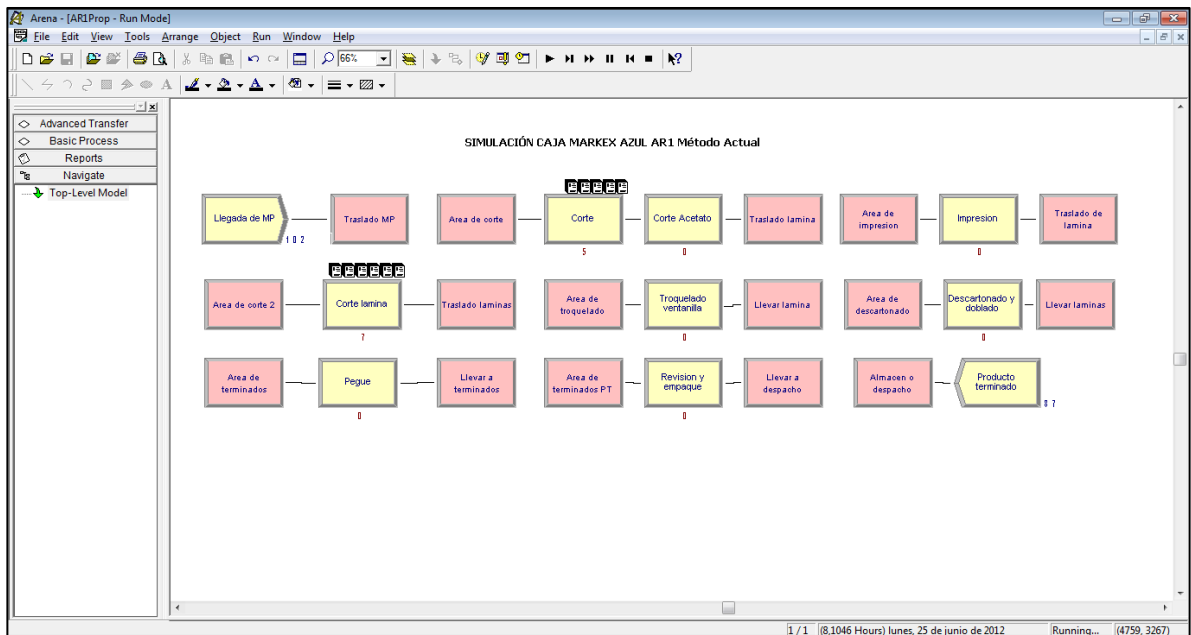 Arena - [AR1Prop - Run Mode]
File Edit View Tools Arrange Object Run Window Help
66%
Advanced Transfer
Basic Process
Reports
Navigate
Top-Level Model
SIMULACIÓN CAJA MARKEX AZUL AR1 Método Actual
Llegada de MP
1 0 2
Traslado MP
Area de corte
Corte
5
Corte Acetato
0
Traslado lamina
Area de
impresion
Impresion
0
Traslado de
lamina
Area de corte 2
Corte lamina
7
Traslado laminas
Area de
troquelado
Troquelado
ventanilla
0
Llevar lamina
Area de
descartonado
Descartonado y
doblado
0
Llevar laminas
Area de
terminados
Pegue
0
Llevar a
terminados
Area de
terminados PT
Revision y
empaque
0
Llevar a
despacho
Almacen o
despacho
Producto
terminado
8 7
1 / 1 (8,1046 Hours) lunes, 25 de junio de 2012 Running... (4759, 3267)